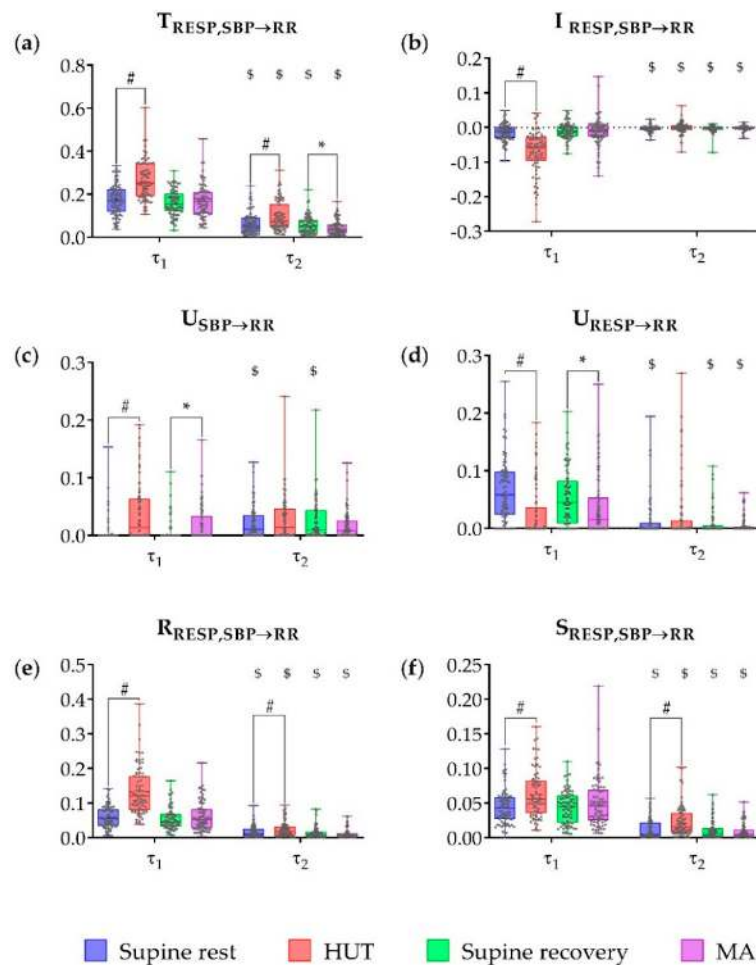 (a) T RESP,SBP→RR
0.8
0.6
0.4
0.2
0.0
# # * $ $ $ $
τ1 τ2
(b) I RESP,SBP→RR
0.2
0.1
0.0
-0.1
-0.2
-0.3
# $ $ $ $
τ1 τ2
(c) U SBP→RR
0.3
0.2
0.1
0.0
# * $ $
τ1 τ2
(d) U RESP→RR
0.3
0.2
0.1
0.0
# * $ $ $
τ1 τ2
(e) R RESP,SBP→RR
0.5
0.4
0.3
0.2
0.1
0.0
# # $ $ $ $
τ1 τ2
(f) S RESP,SBP→RR
0.25
0.20
0.15
0.10
0.05
0.00
# # $ $ $ $
τ1 τ2
Supine rest HUT Supine recovery MA